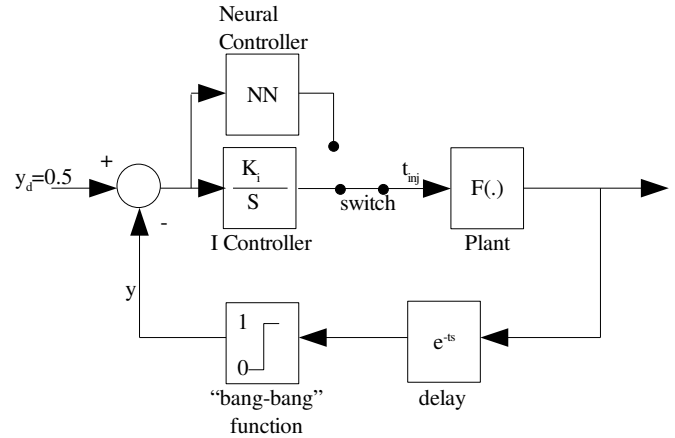 Neural
Controller
NN
+
y_d=0.5
K_i
S
t_inj
F(.)
switch
-
I Controller
Plant
y
1
0
e^-ts
“bang-bang”
function
delay